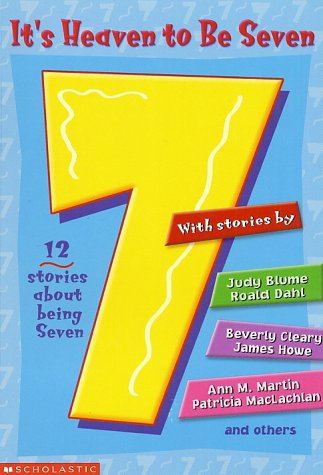 It's Heaven to Be Seven
7
With stories by
12
stories
about
being
Seven
Judy Blume
Roald Dahl
Beverly Cleary
James Howe
Ann M. Martin
Patricia MacLachlan
and others
SCHOLASTIC